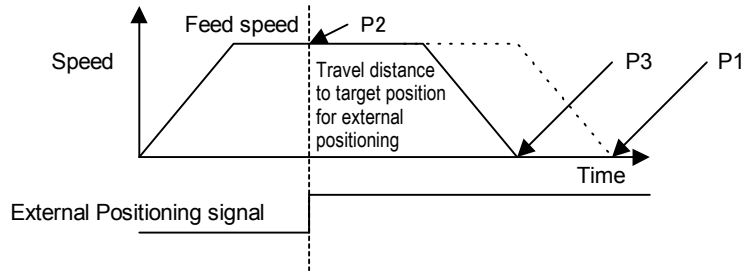 Feed speed
P2
Speed
Travel distance
to target position
for external
positioning
P3
P1
Time
External Positioning signal